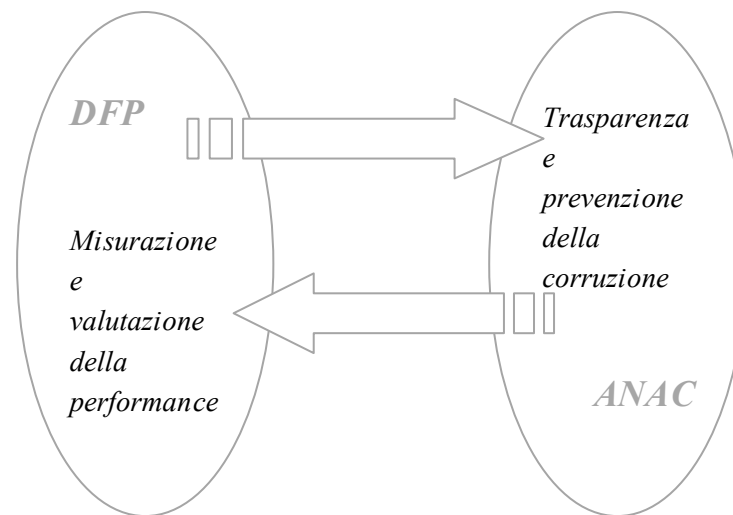 DFP
Misurazione
e
valutazione
della
performance
Trasparenza
e
prevenzione
della
corruzione
ANAC